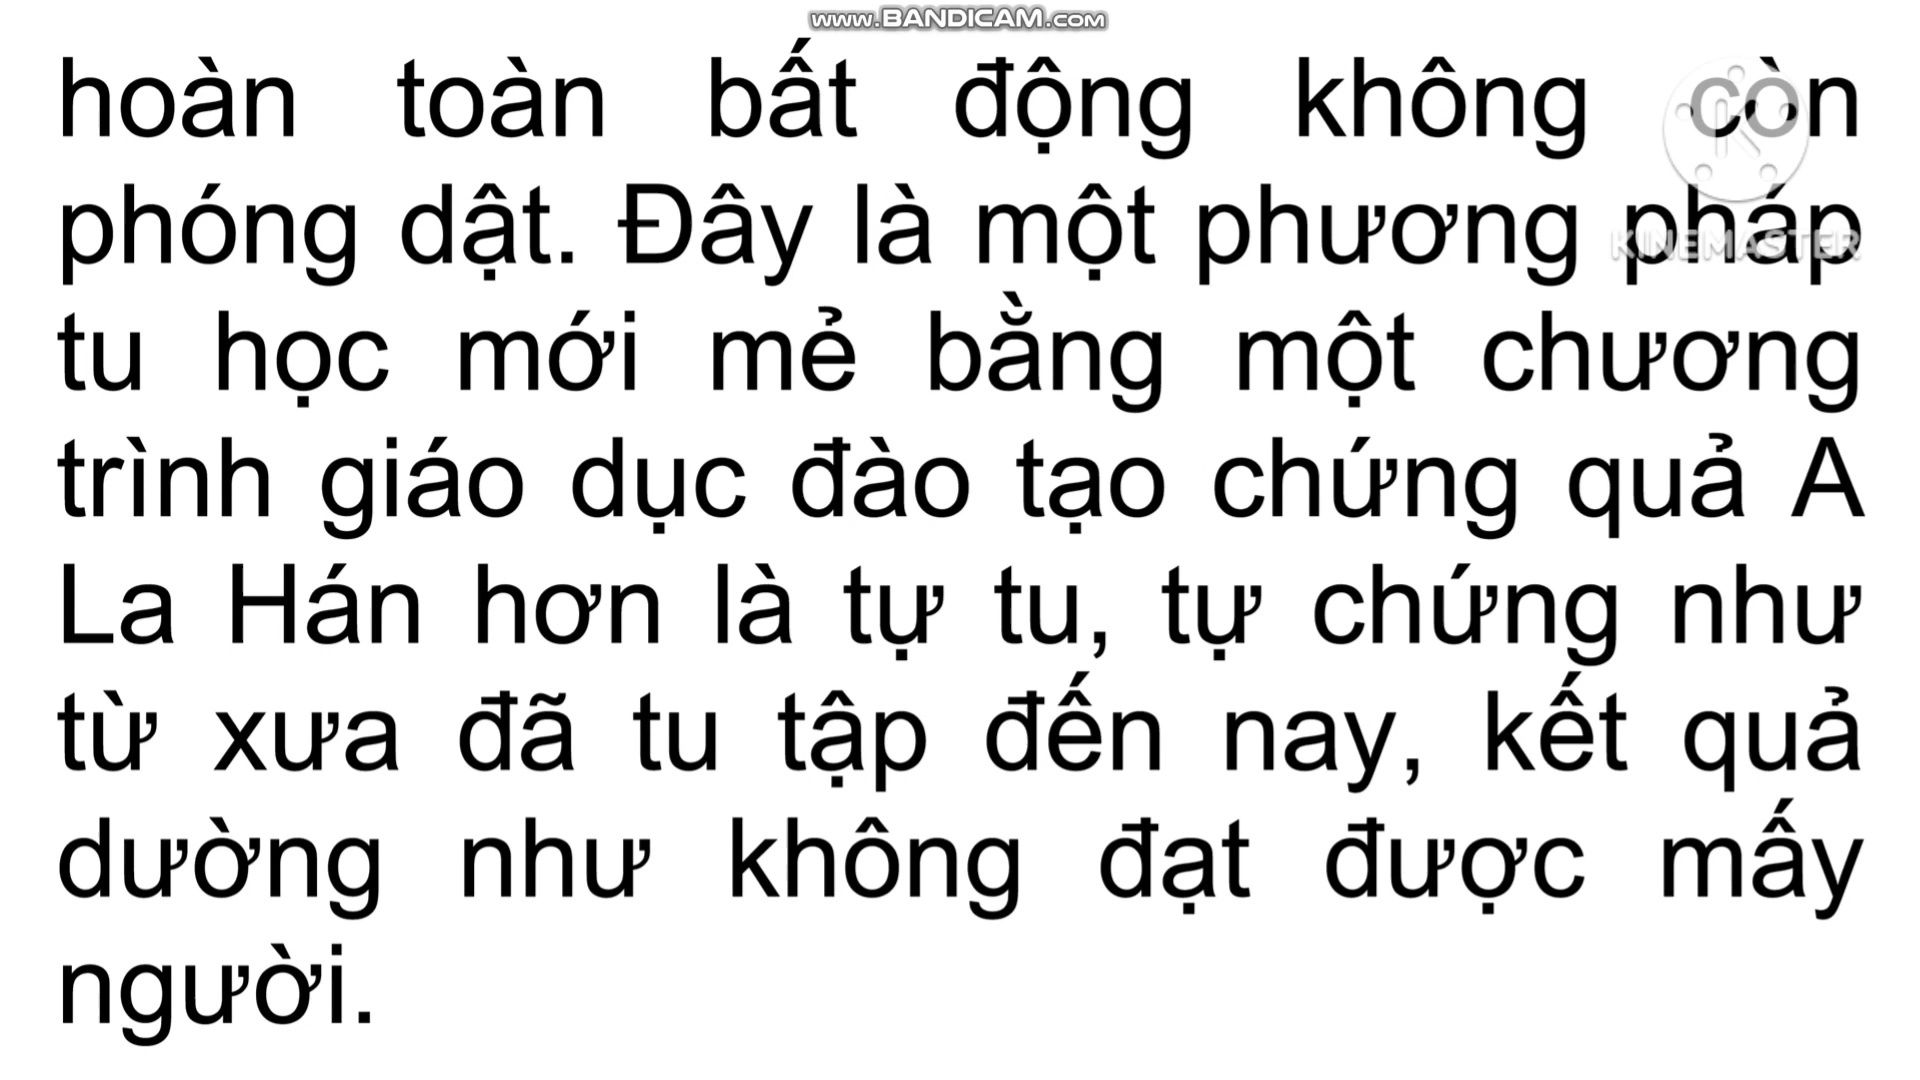 www.BANDICAM.com
hoàn toàn bất động không còn
phóng dật. Đây là một phương pháp
KINEMASTER
tu học mới mẻ bằng một chương
trình giáo dục đào tạo chứng quả A
La Hán hơn là tự tu, tự chứng như
từ xưa đã tu tập đến nay, kết quả
dường như không đạt được mấy
người.